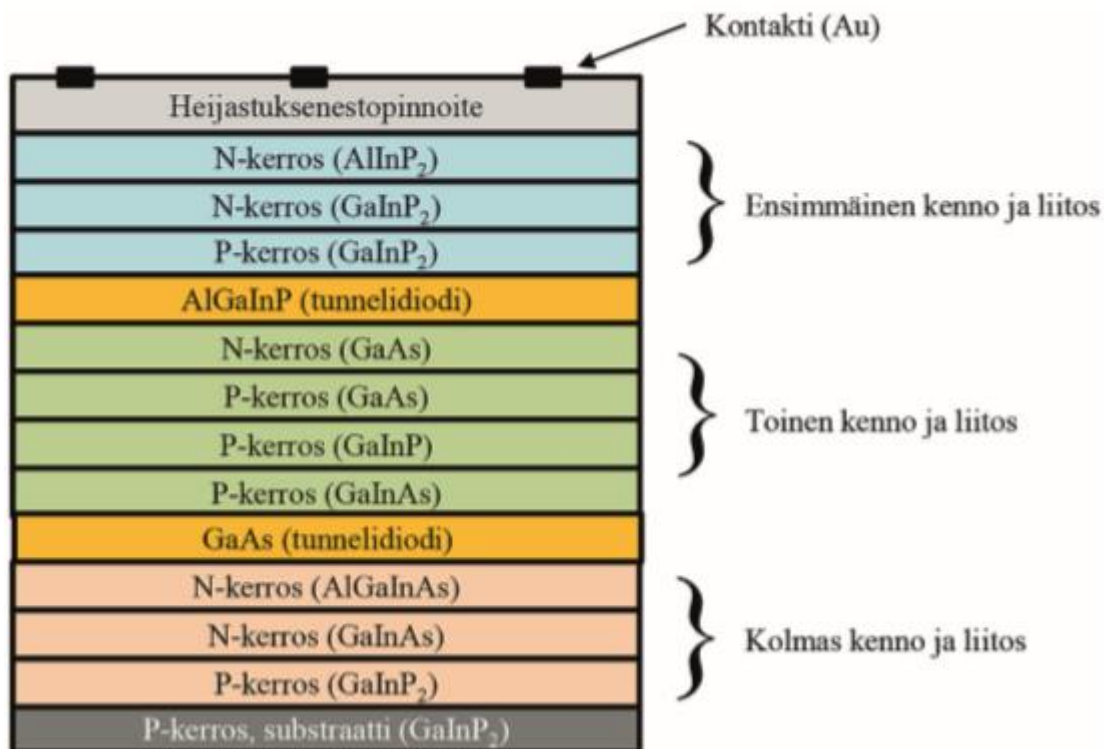 Kontakti (Au)
Heijastuksenestopinnoite
N-kerros (AlInP₂)
N-kerros (GaInP₂)
P-kerros (GaInP₂)
Ensimmäinen kenno ja liitos
AlGaInP (tunnelidiodi)
N-kerros (GaAs)
P-kerros (GaAs)
P-kerros (GaInP)
P-kerros (GaInAs)
Toinen kenno ja liitos
GaAs (tunnelidiodi)
N-kerros (AlGaInAs)
N-kerros (GaInAs)
P-kerros (GaInP₂)
Kolmas kenno ja liitos
P-kerros, substraatti (GaInP₂)